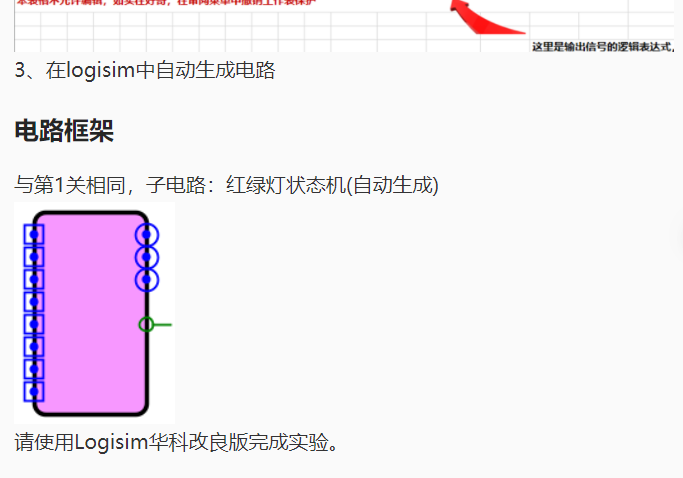 本表格不允许编辑，如实在好奇，在审阅菜单中撤销工作表保护
这里是输出信号的逻辑表达式,
3、在logisim中自动生成电路
电路框架
与第1关相同，子电路：红绿灯状态机(自动生成)
请使用Logisim华科改良版完成实验。